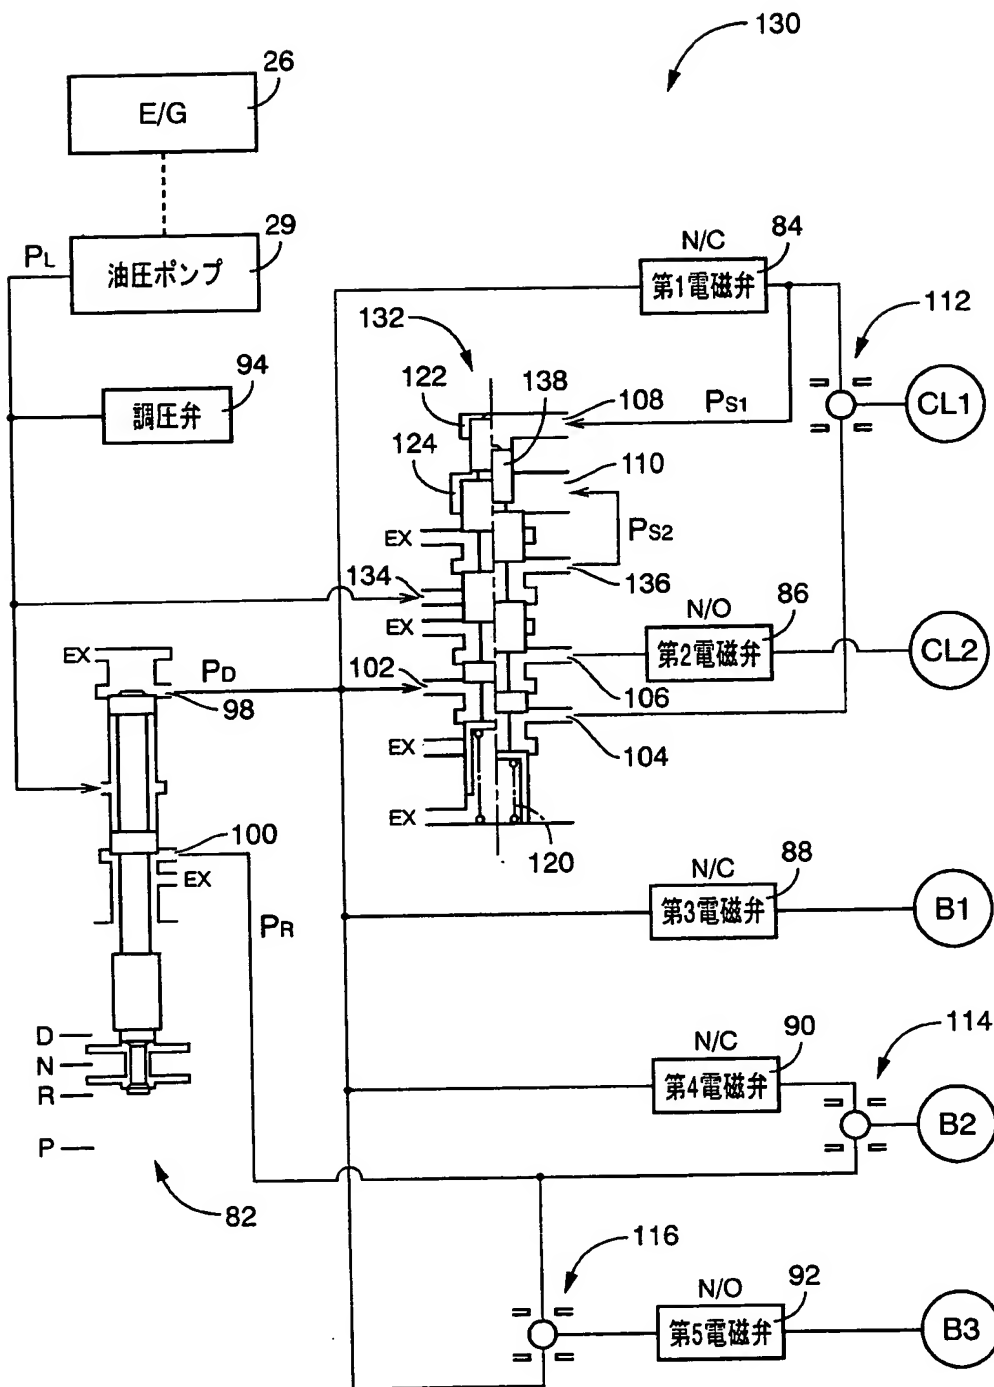 130
26
E/G
29
PL
油圧ポンプ
N/C
84
第1電磁弁
112
132
94
調圧弁
122
138
108
PS1
CL1
124
110
EX
PS2
134
136
EX
N/O
86
第2電磁弁
CL2
EX
PD
102
98
106
EX
104
EX
120
100
EX
N/C
88
第3電磁弁
B1
PR
D
N
R
P
N/C
90
第4電磁弁
114
B2
82
116
N/O
92
第5電磁弁
B3